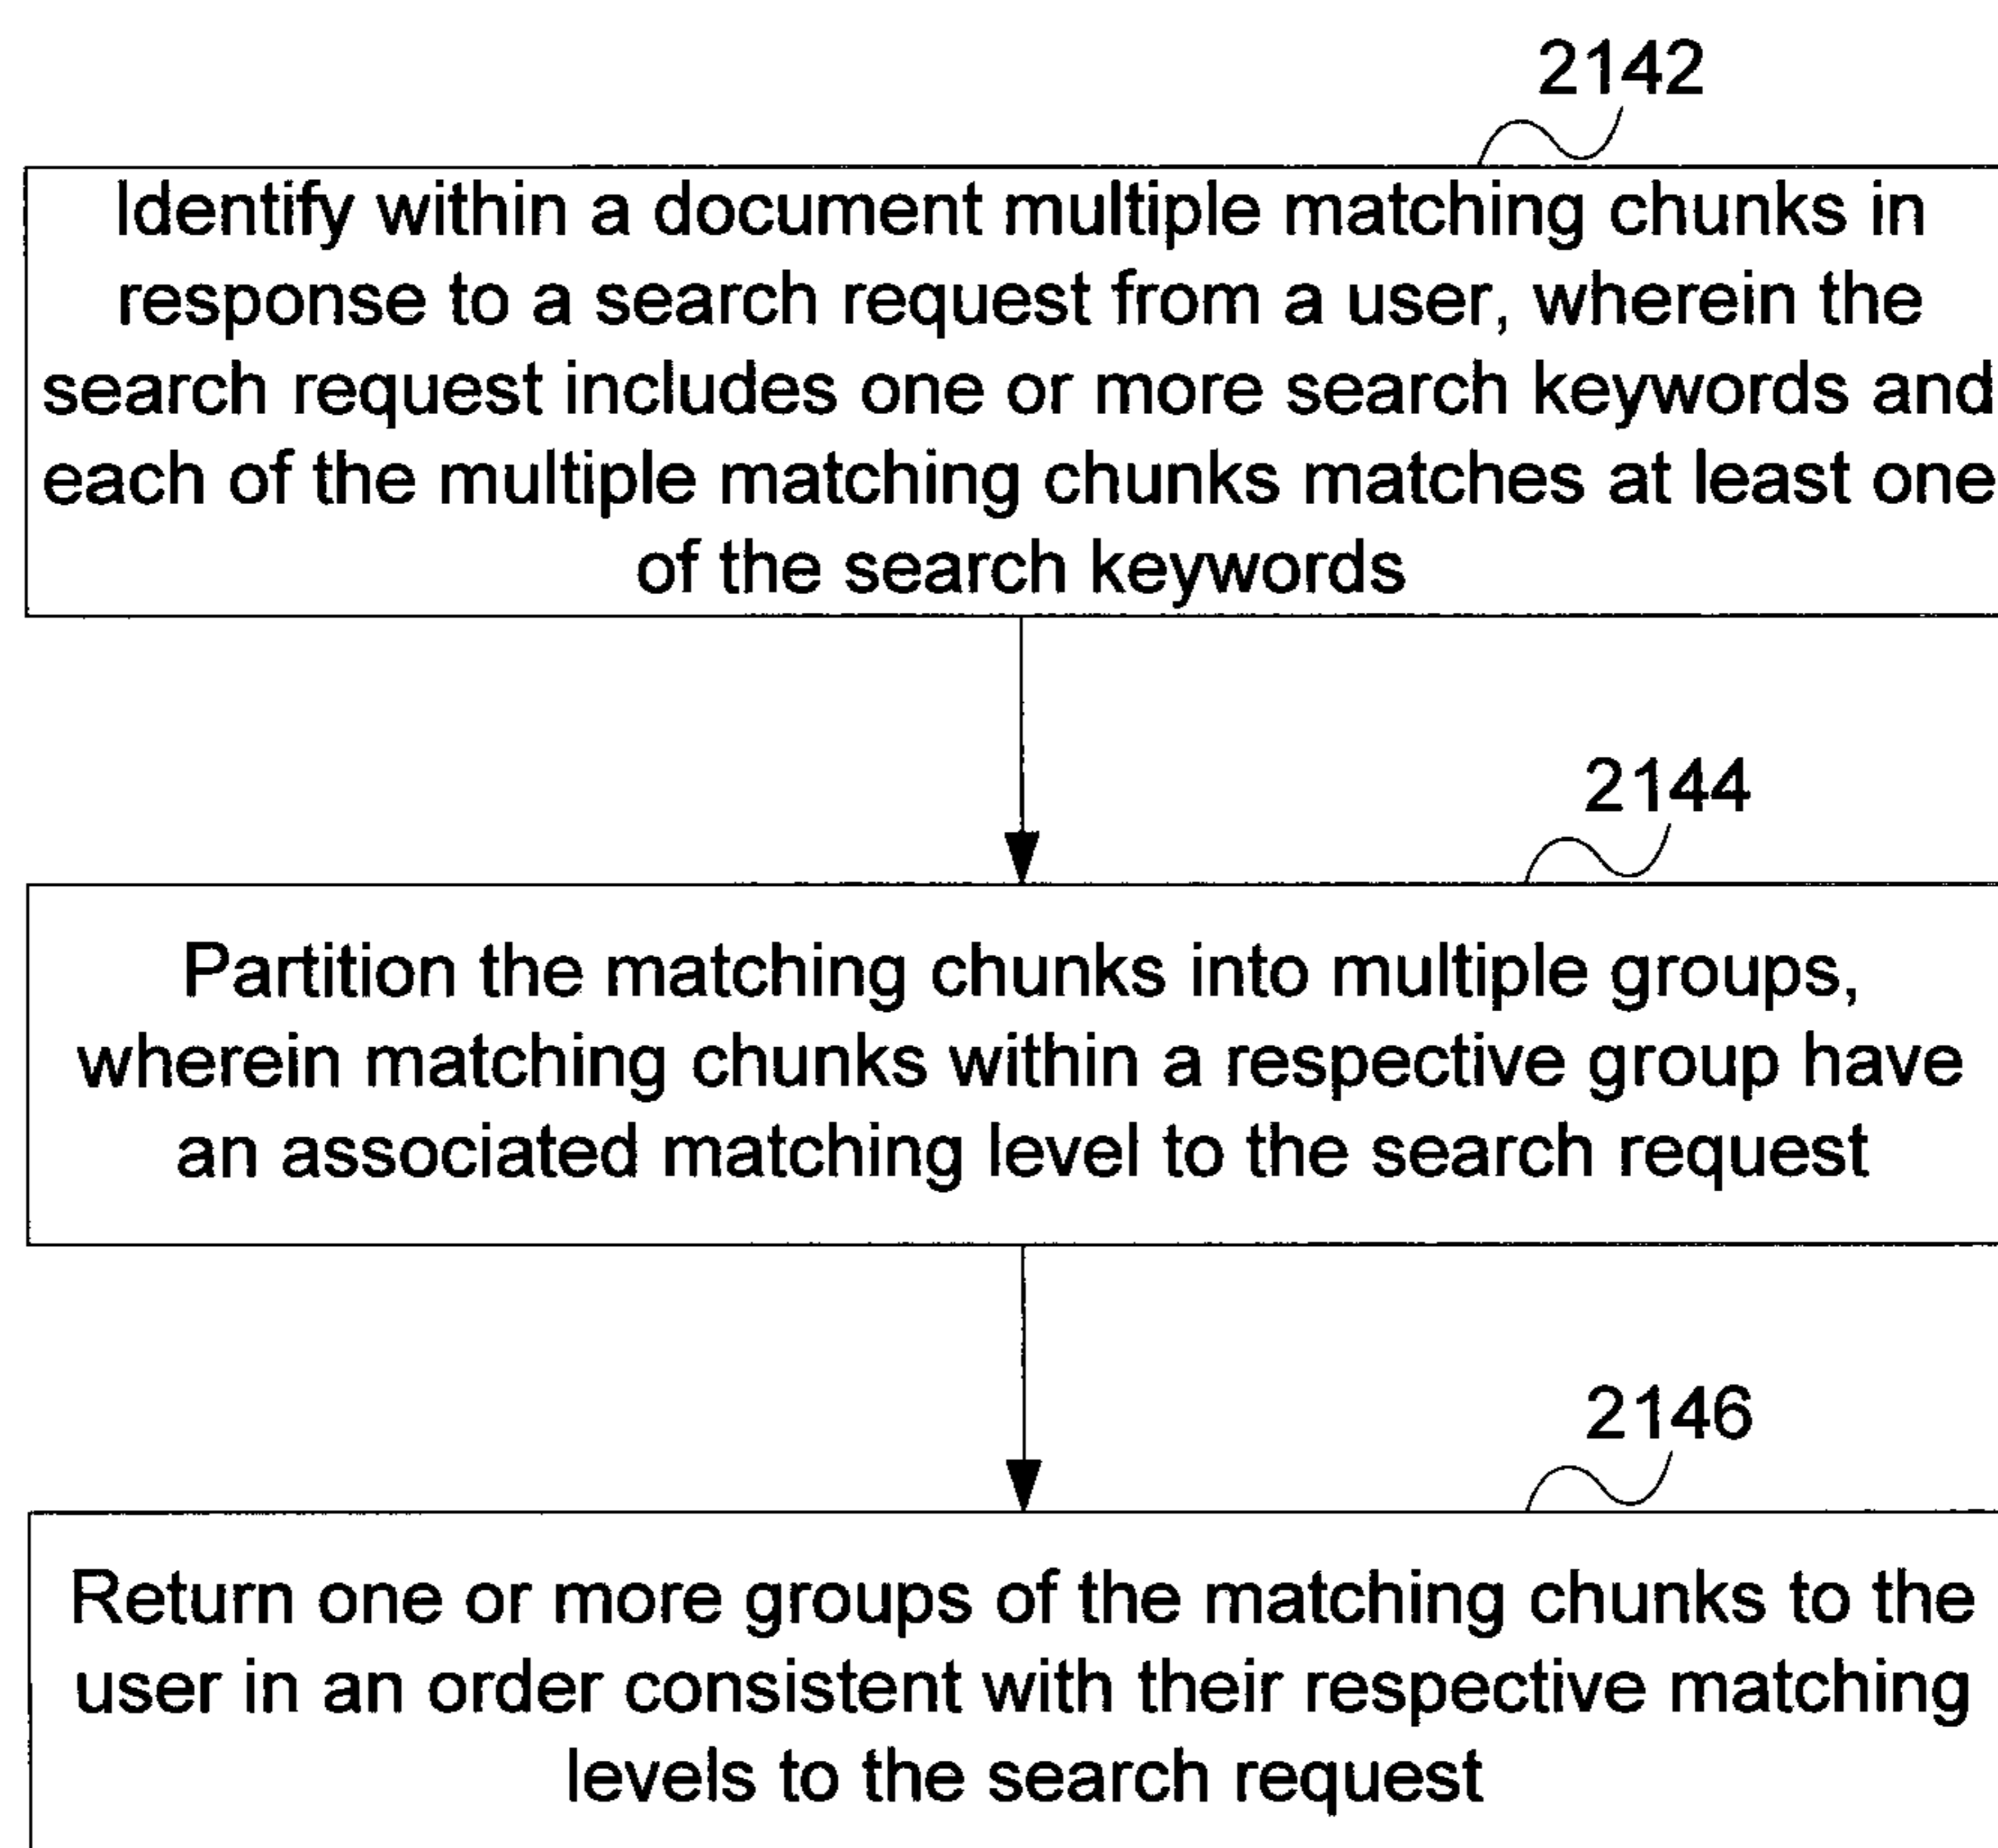 2142
Identify within a document multiple matching chunks in
response to a search request from a user, wherein the
search request includes one or more search keywords and
each of the multiple matching chunks matches at least one
of the search keywords
2144
Partition the matching chunks into multiple groups,
wherein matching chunks within a respective group have
an associated matching level to the search request
2146
Return one or more groups of the matching chunks to the
user in an order consistent with their respective matching
levels to the search request